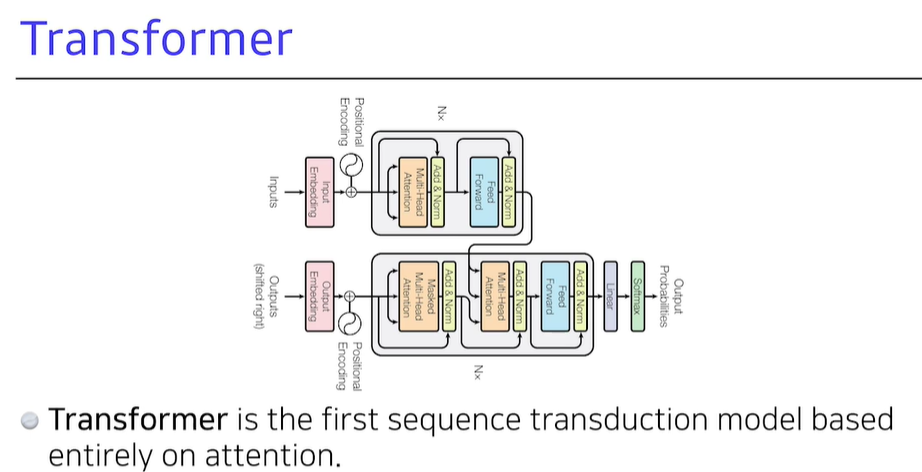 Transformer
Nx
Positional
Encoding
Inputs
Input
Embedding
Multi-Head
Attention
Add & Norm
Feed
Forward
Add & Norm
Outputs
(shifted right)
Output
Embedding
Positional
Encoding
Masked
Multi-Head
Attention
Add & Norm
Multi-Head
Attention
Add & Norm
Feed
Forward
Add & Norm
Linear
Softmax
Output
Probabilities
Nx
Transformer is the first sequence transduction model based
entirely on attention.